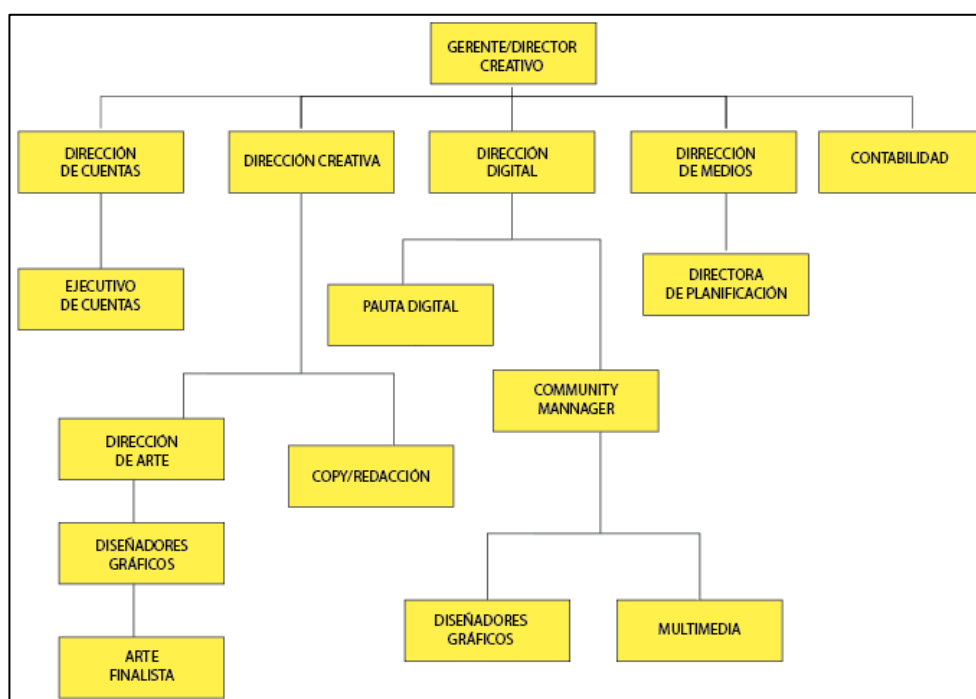 GERENTE/DIRECTOR
CREATIVO
DIRECCIÓN
DE CUENTAS
DIRECCIÓN CREATIVA
DIRECCIÓN
DIGITAL
DIRRECCIÓN
DE MEDIOS
CONTABILIDAD
EJECUTIVO
DE CUENTAS
PAUTA DIGITAL
DIRECTORA
DE PLANIFICACIÓN
COMMUNITY
MANNAGER
DIRECCIÓN
DE ARTE
COPY/REDACCIÓN
DISEÑADORES
GRÁFICOS
DISEÑADORES
GRÁFICOS
MULTIMEDIA
ARTE
FINALISTA